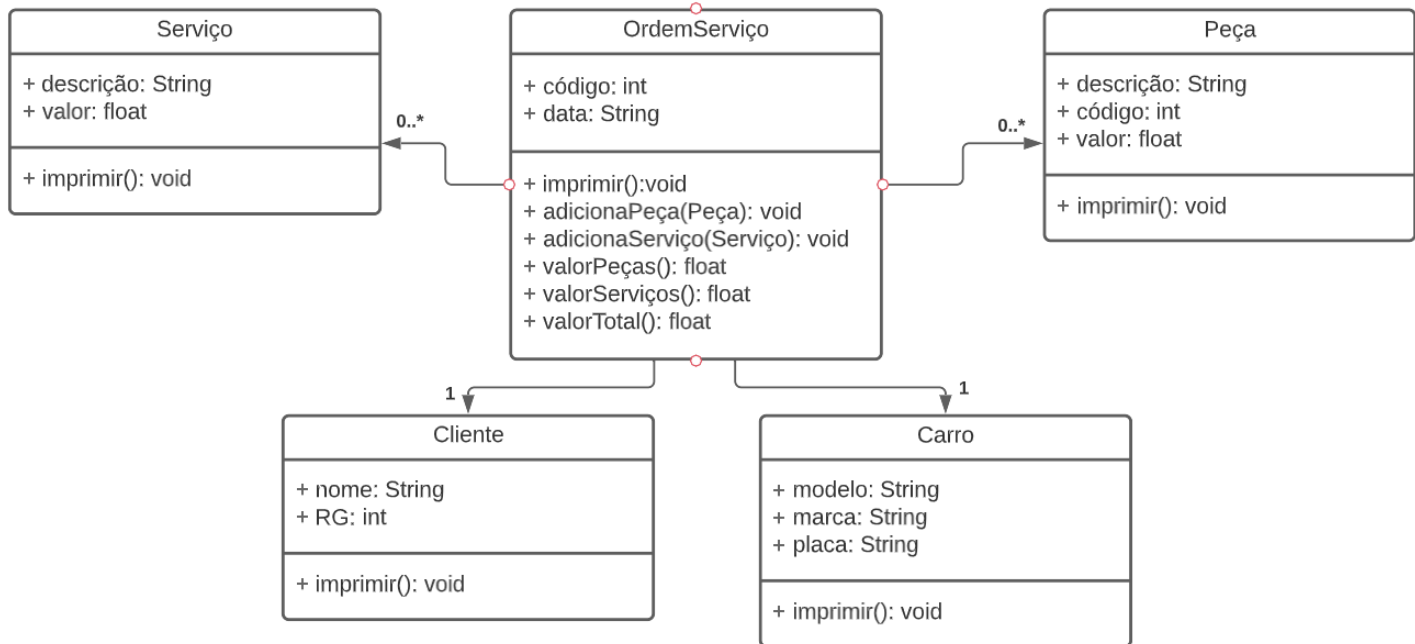 Serviço
+ descrição: String
+ valor: float
+ imprimir(): void
0..*
OrdemServiço
+ código: int
+ data: String
+ imprimir():void
+ adicionaPeça(Peça): void
+ adicionaServiço(Serviço): void
+ valorPeças(): float
+ valorServiços(): float
+ valorTotal(): float
0..*
Peça
+ descrição: String
+ código: int
+ valor: float
+ imprimir(): void
1
Cliente
+ nome: String
+ RG: int
+ imprimir(): void
1
Carro
+ modelo: String
+ marca: String
+ placa: String
+ imprimir(): void